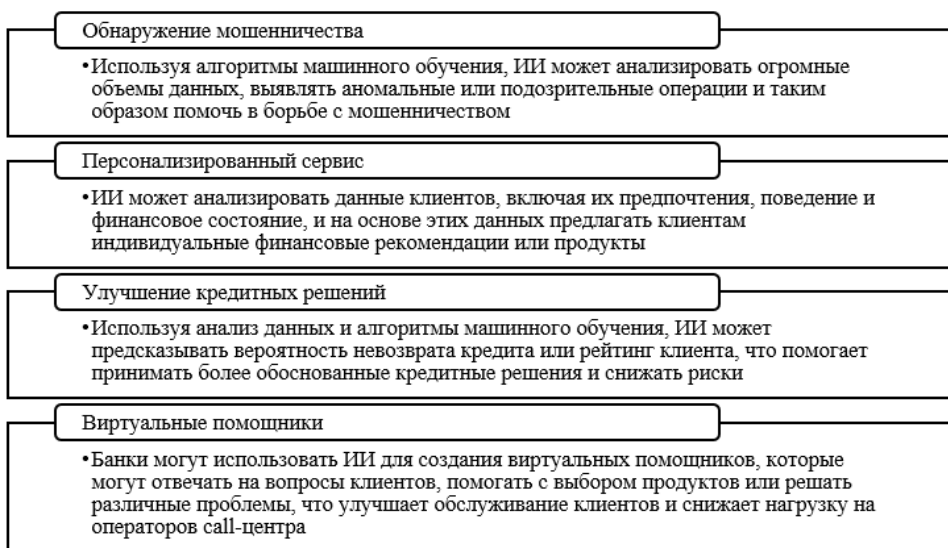 Обнаружение мошенничества
•Используя алгоритмы машинного обучения, ИИ может анализировать огромные
объемы данных, выявлять аномальные или подозрительные операции и таким
образом помочь в борьбе с мошенничеством
Персонализированный сервис
•ИИ может анализировать данные клиентов, включая их предпочтения, поведение и
финансовое состояние, и на основе этих данных предлагать клиентам
индивидуальные финансовые рекомендации или продукты
Улучшение кредитных решений
•Используя анализ данных и алгоритмы машинного обучения, ИИ может
предсказывать вероятность невозврата кредита или рейтинг клиента, что помогает
принимать более обоснованные кредитные решения и снижать риски
Виртуальные помощники
•Банки могут использовать ИИ для создания виртуальных помощников, которые
могут отвечать на вопросы клиентов, помогать с выбором продуктов или решать
различные проблемы, что улучшает обслуживание клиентов и снижает нагрузку на
операторов call-центра